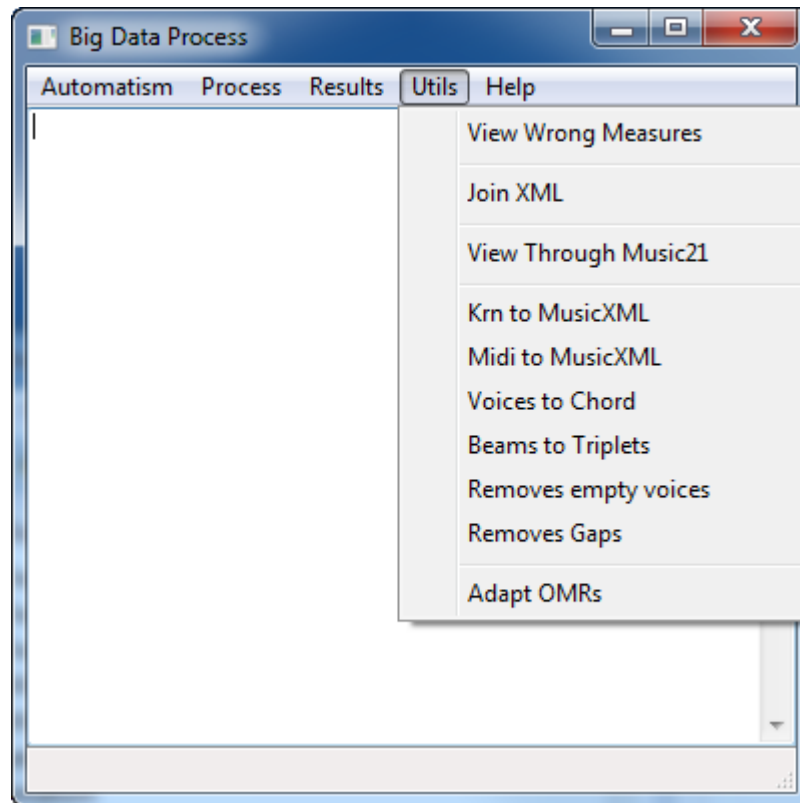 Big Data Process
Automatism Process Results Utils Help
View Wrong Measures
Join XML
View Through Music21
Krn to MusicXML
Midi to MusicXML
Voices to Chord
Beams to Triplets
Removes empty voices
Removes Gaps
Adapt OMRs